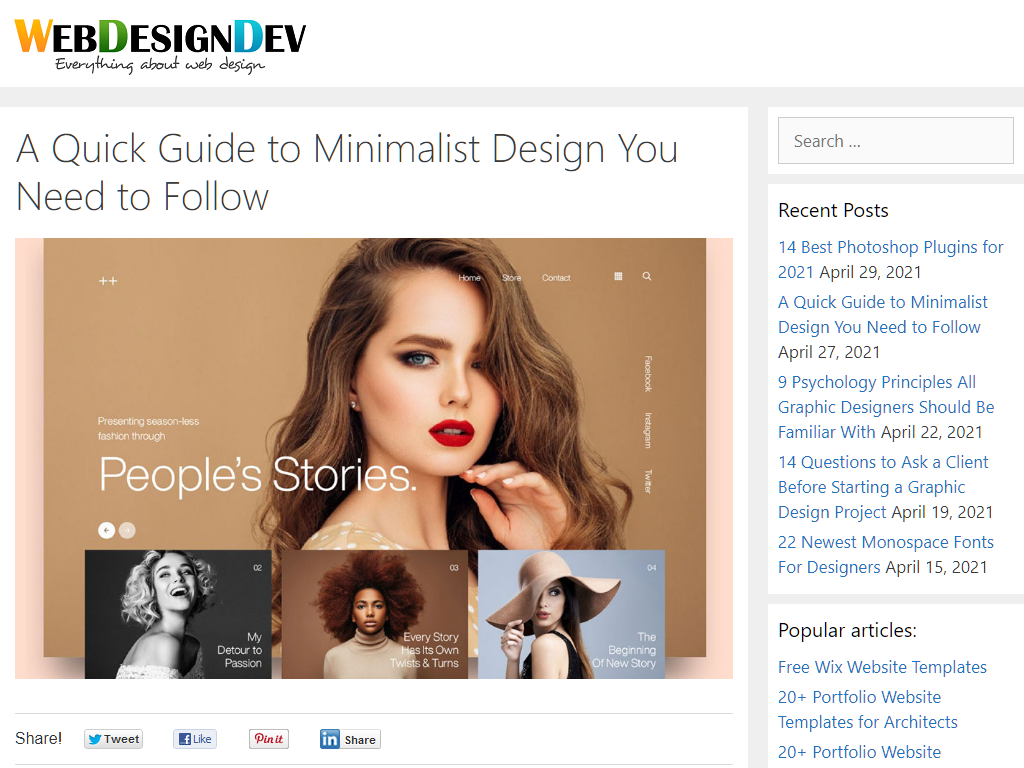 WEBDESIGNDEV
Everything about web design
A Quick Guide to Minimalist Design You
Need to Follow
++
Home Store Contact
Facebook
Instagram
Twitter
Presenting season-less
fashion through
People's Stories.
02
My
Detour to
Passion
03
Every Story
Has Its Own
Twists & Turns
04
The
Beginning
Of New Story
Share! Tweet Like Pin it in Share
Search ...
Recent Posts
14 Best Photoshop Plugins for
2021 April 29, 2021
A Quick Guide to Minimalist
Design You Need to Follow
April 27, 2021
9 Psychology Principles All
Graphic Designers Should Be
Familiar With April 22, 2021
14 Questions to Ask a Client
Before Starting a Graphic
Design Project April 19, 2021
22 Newest Monospace Fonts
For Designers April 15, 2021
Popular articles:
Free Wix Website Templates
20+ Portfolio Website
Templates for Architects
20+ Portfolio Website